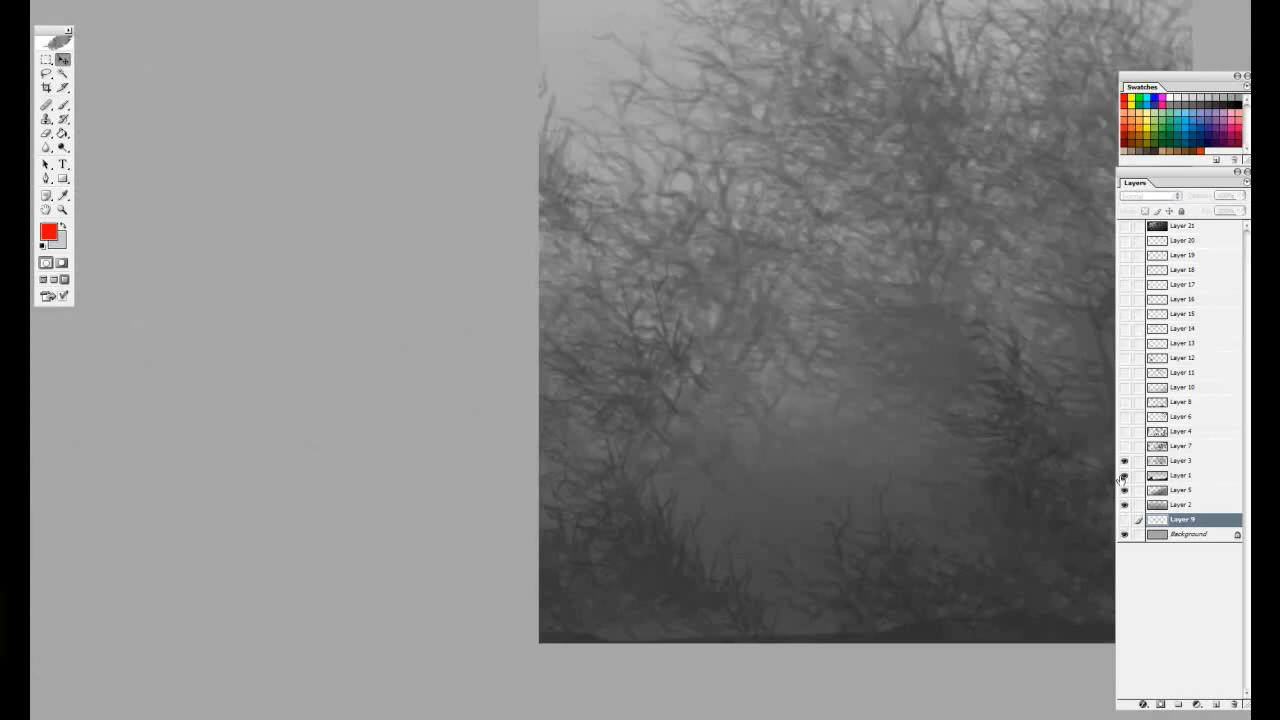 Swatches
Layers
Normal
Layer 21
Layer 20
Layer 19
Layer 18
Layer 17
Layer 16
Layer 15
Layer 14
Layer 13
Layer 12
Layer 11
Layer 10
Layer 8
Layer 6
Layer 4
Layer 7
Layer 3
Layer 1
Layer 5
Layer 2
Layer 9
Background